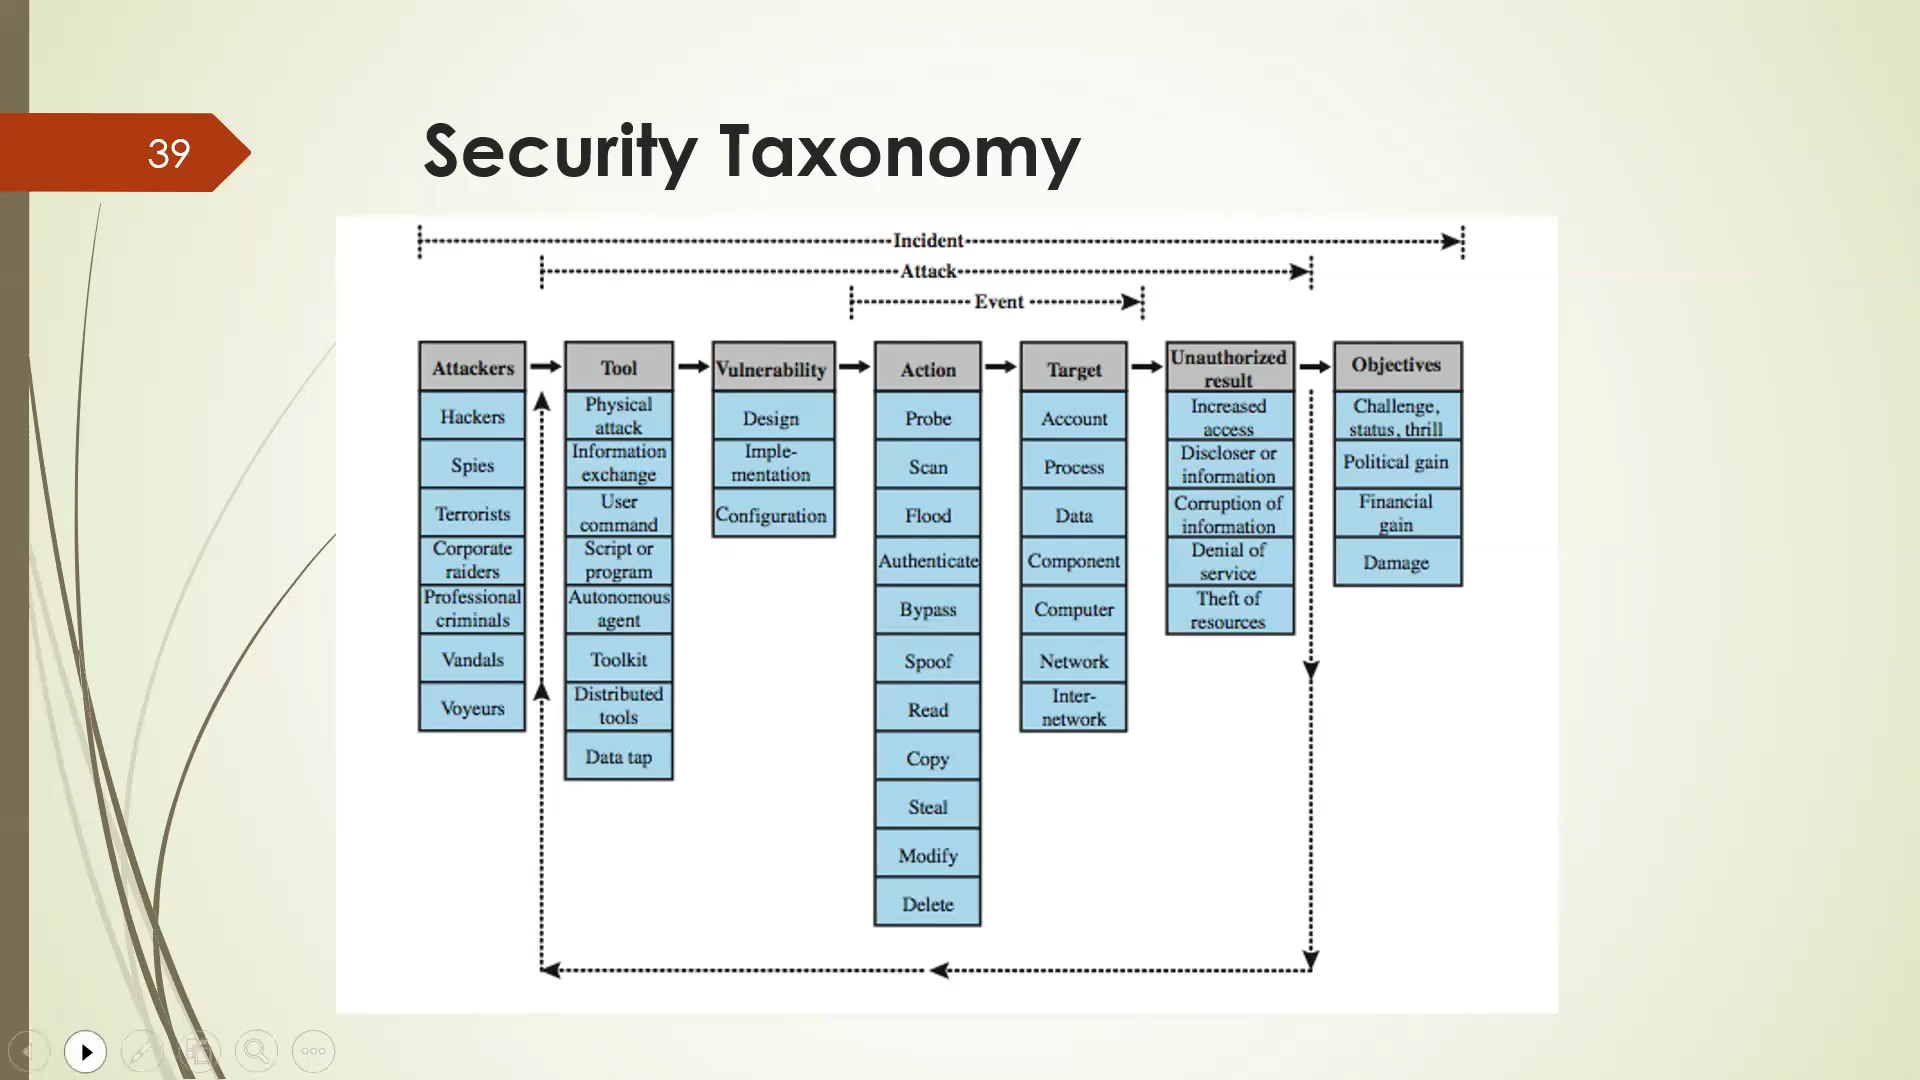 39
Security Taxonomy
Incident
Attack
Event
Attackers
Hackers
Spies
Terrorists
Corporate
raiders
Professional
criminals
Vandals
Voyeurs
Tool
Physical
attack
Information
exchange
User
command
Script or
program
Autonomous
agent
Toolkit
Distributed
tools
Data tap
Vulnerability
Design
Imple-
mentation
Configuration
Action
Probe
Scan
Flood
Authenticate
Bypass
Spoof
Read
Copy
Steal
Modify
Delete
Target
Account
Process
Data
Component
Computer
Network
Inter-
network
Unauthorized
result
Increased
access
Discloser or
information
Corruption of
information
Denial of
service
Theft of
resources
Objectives
Challenge,
status, thrill
Political gain
Financial
gain
Damage